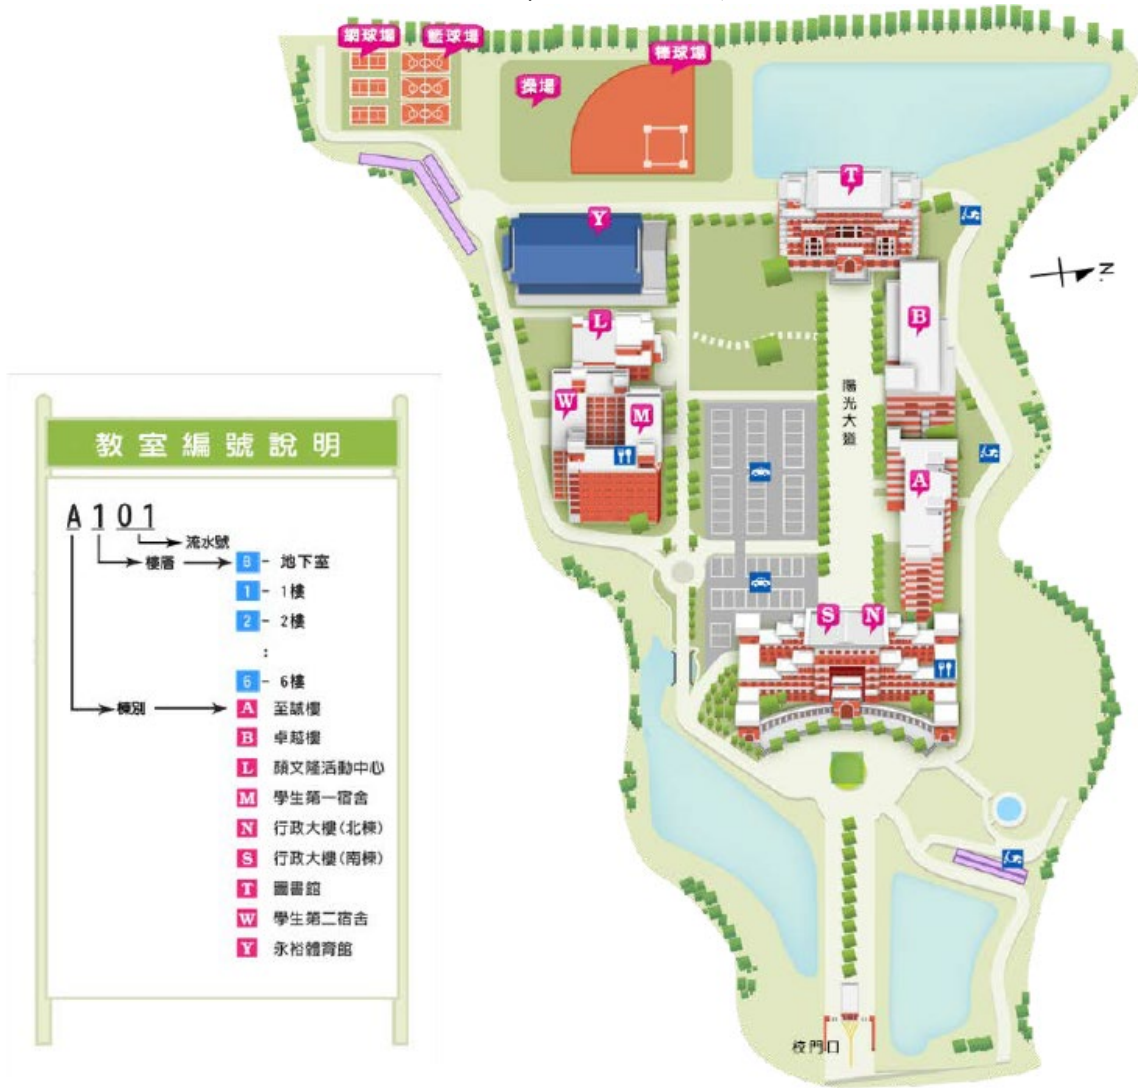 網球場
籃球場
棒球場
操場
T
Y
N
B
L
W
M
陽光大道
A
S
N
校門口
教室編號說明
A101
流水號
樓層
B - 地下室
1 - 1樓
2 - 2樓
:
6 - 6樓
棟別
A 至誠樓
B 卓越樓
L 顏文隆活動中心
M 學生第一宿舍
N 行政大樓(北棟)
S 行政大樓(南棟)
T 圖書館
W 學生第二宿舍
Y 永裕體育館